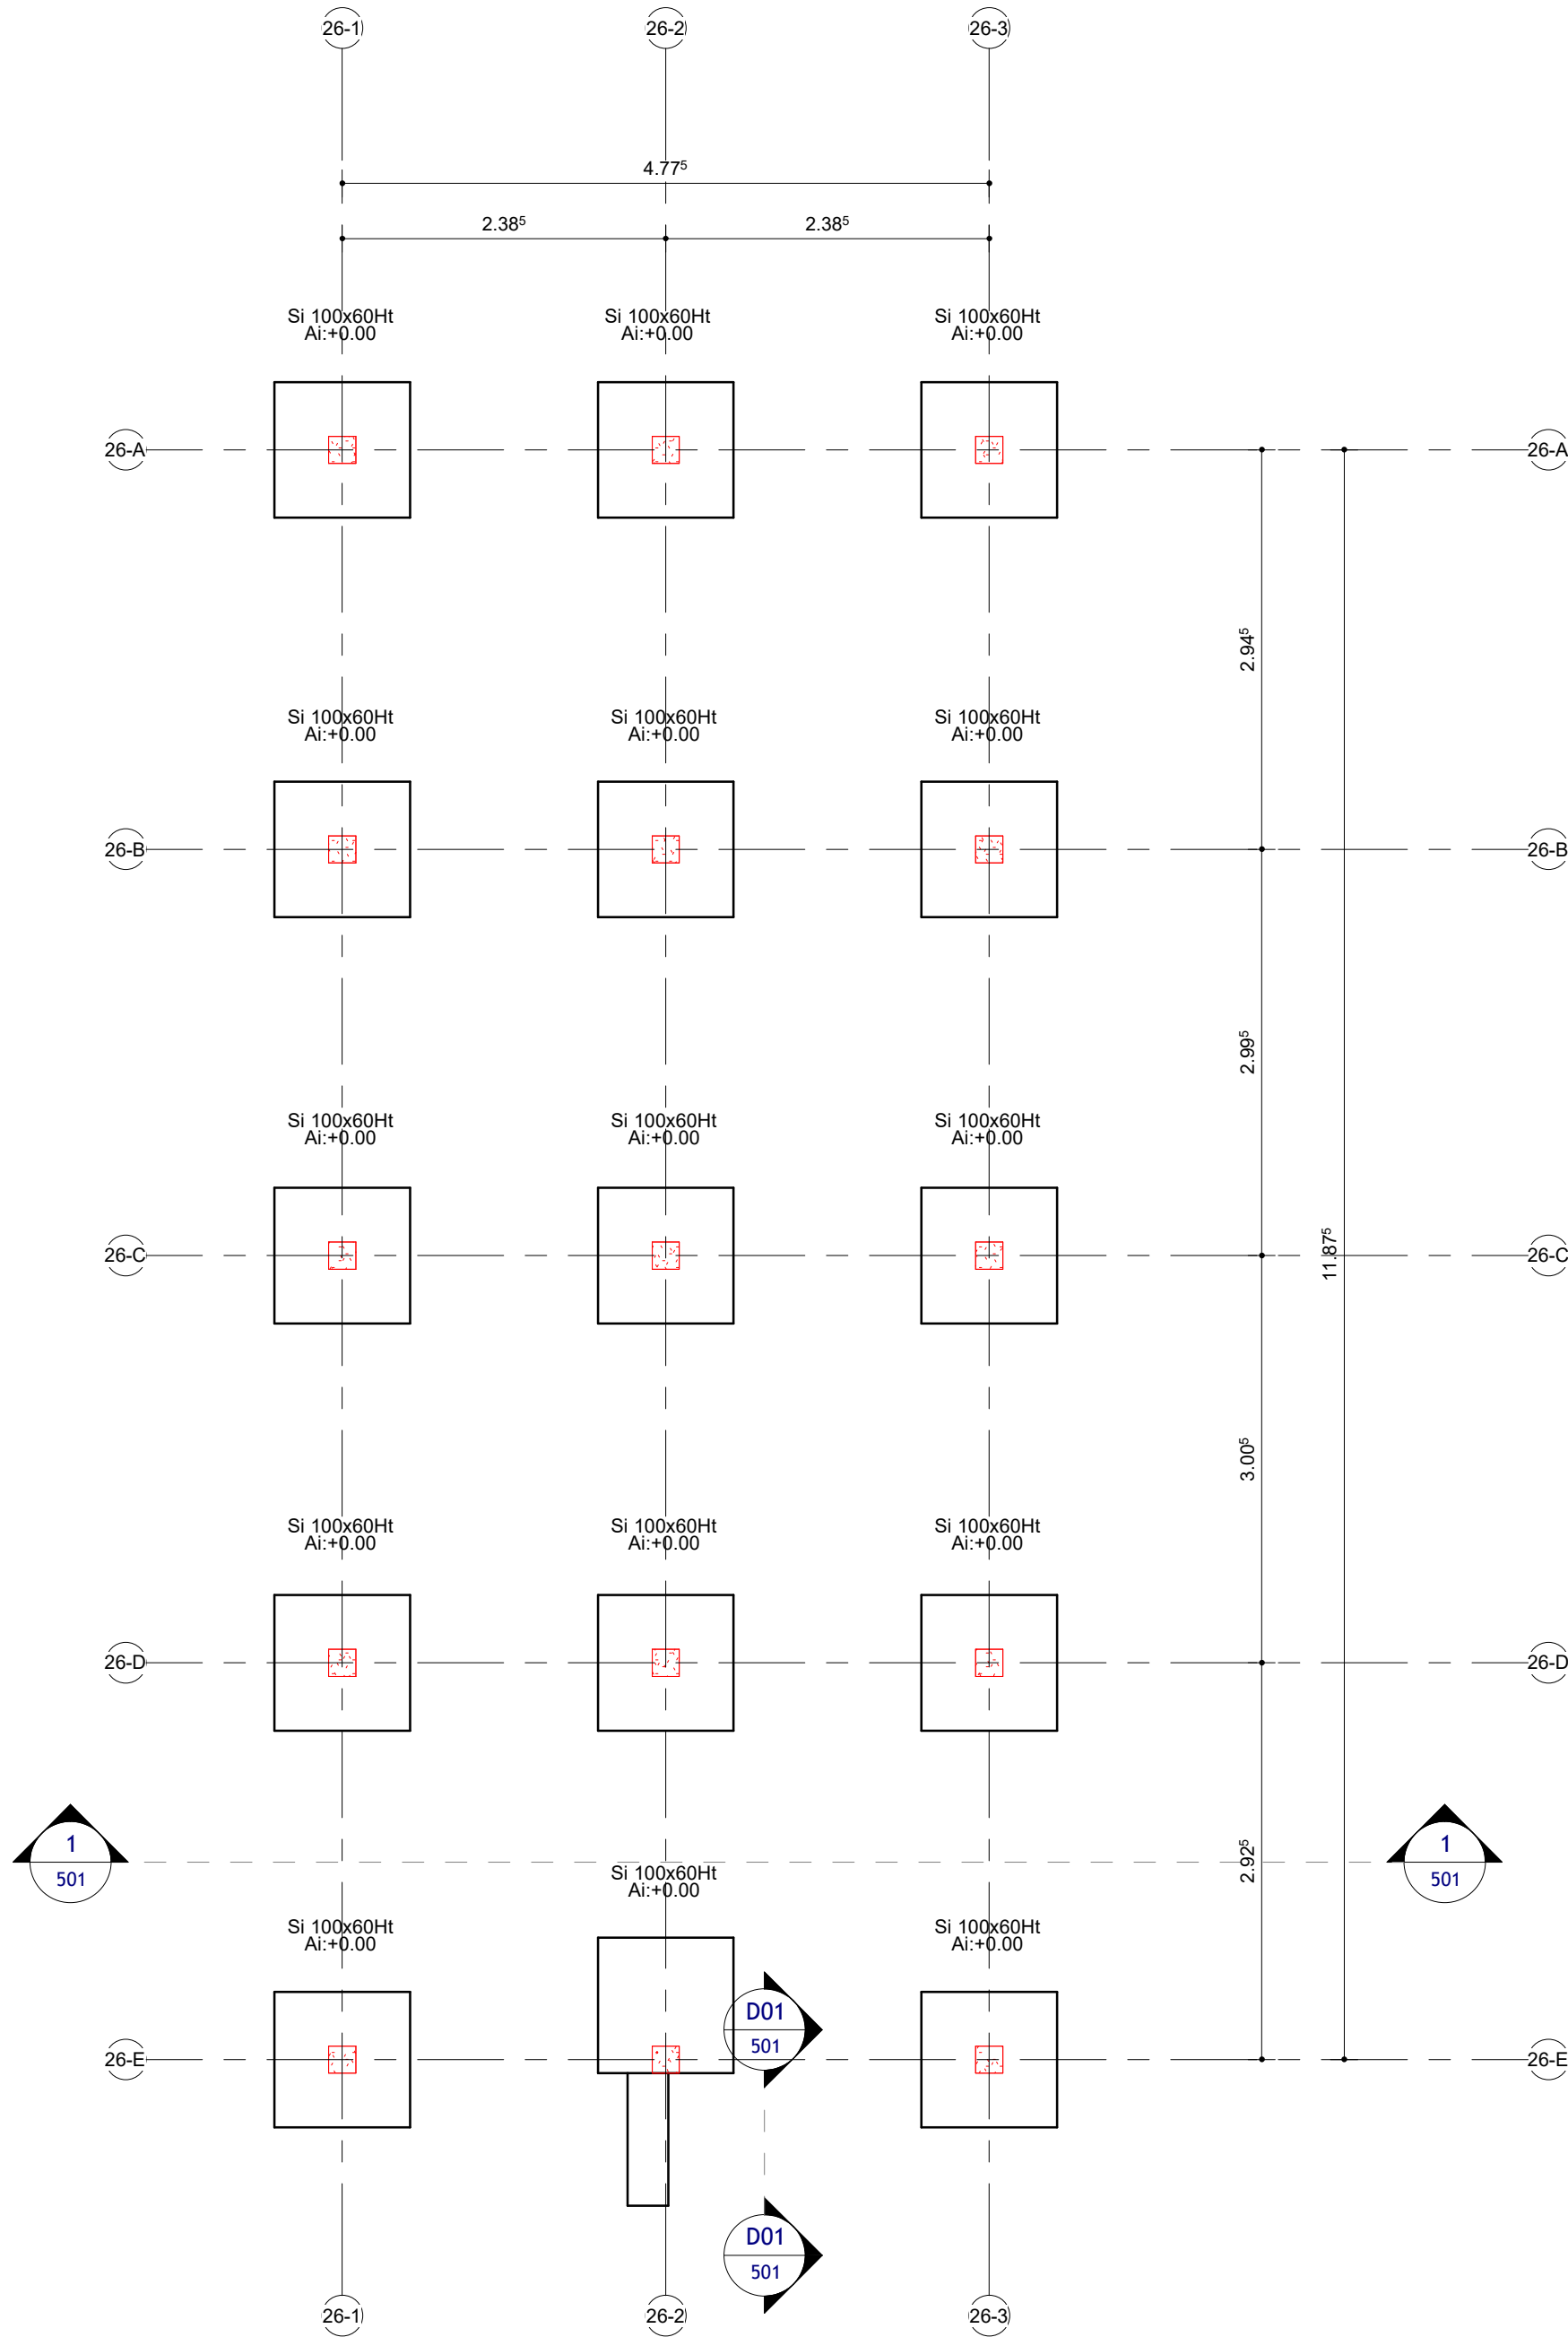 26-1
26-2
26-3
4.77⁵
2.38⁵
2.38⁵
Si 100x60Ht
Ai:+0.00
Si 100x60Ht
Ai:+0.00
Si 100x60Ht
Ai:+0.00
26-A
26-A
2.94⁵
Si 100x60Ht
Ai:+0.00
Si 100x60Ht
Ai:+0.00
Si 100x60Ht
Ai:+0.00
26-B
26-B
2.99⁵
Si 100x60Ht
Ai:+0.00
Si 100x60Ht
Ai:+0.00
Si 100x60Ht
Ai:+0.00
26-C
26-C
11.87⁵
3.00⁵
Si 100x60Ht
Ai:+0.00
Si 100x60Ht
Ai:+0.00
Si 100x60Ht
Ai:+0.00
26-D
26-D
1
501
1
501
2.92⁵
Si 100x60Ht
Ai:+0.00
Si 100x60Ht
Ai:+0.00
Si 100x60Ht
Ai:+0.00
D01
501
26-E
26-E
D01
501
26-1
26-2
26-3